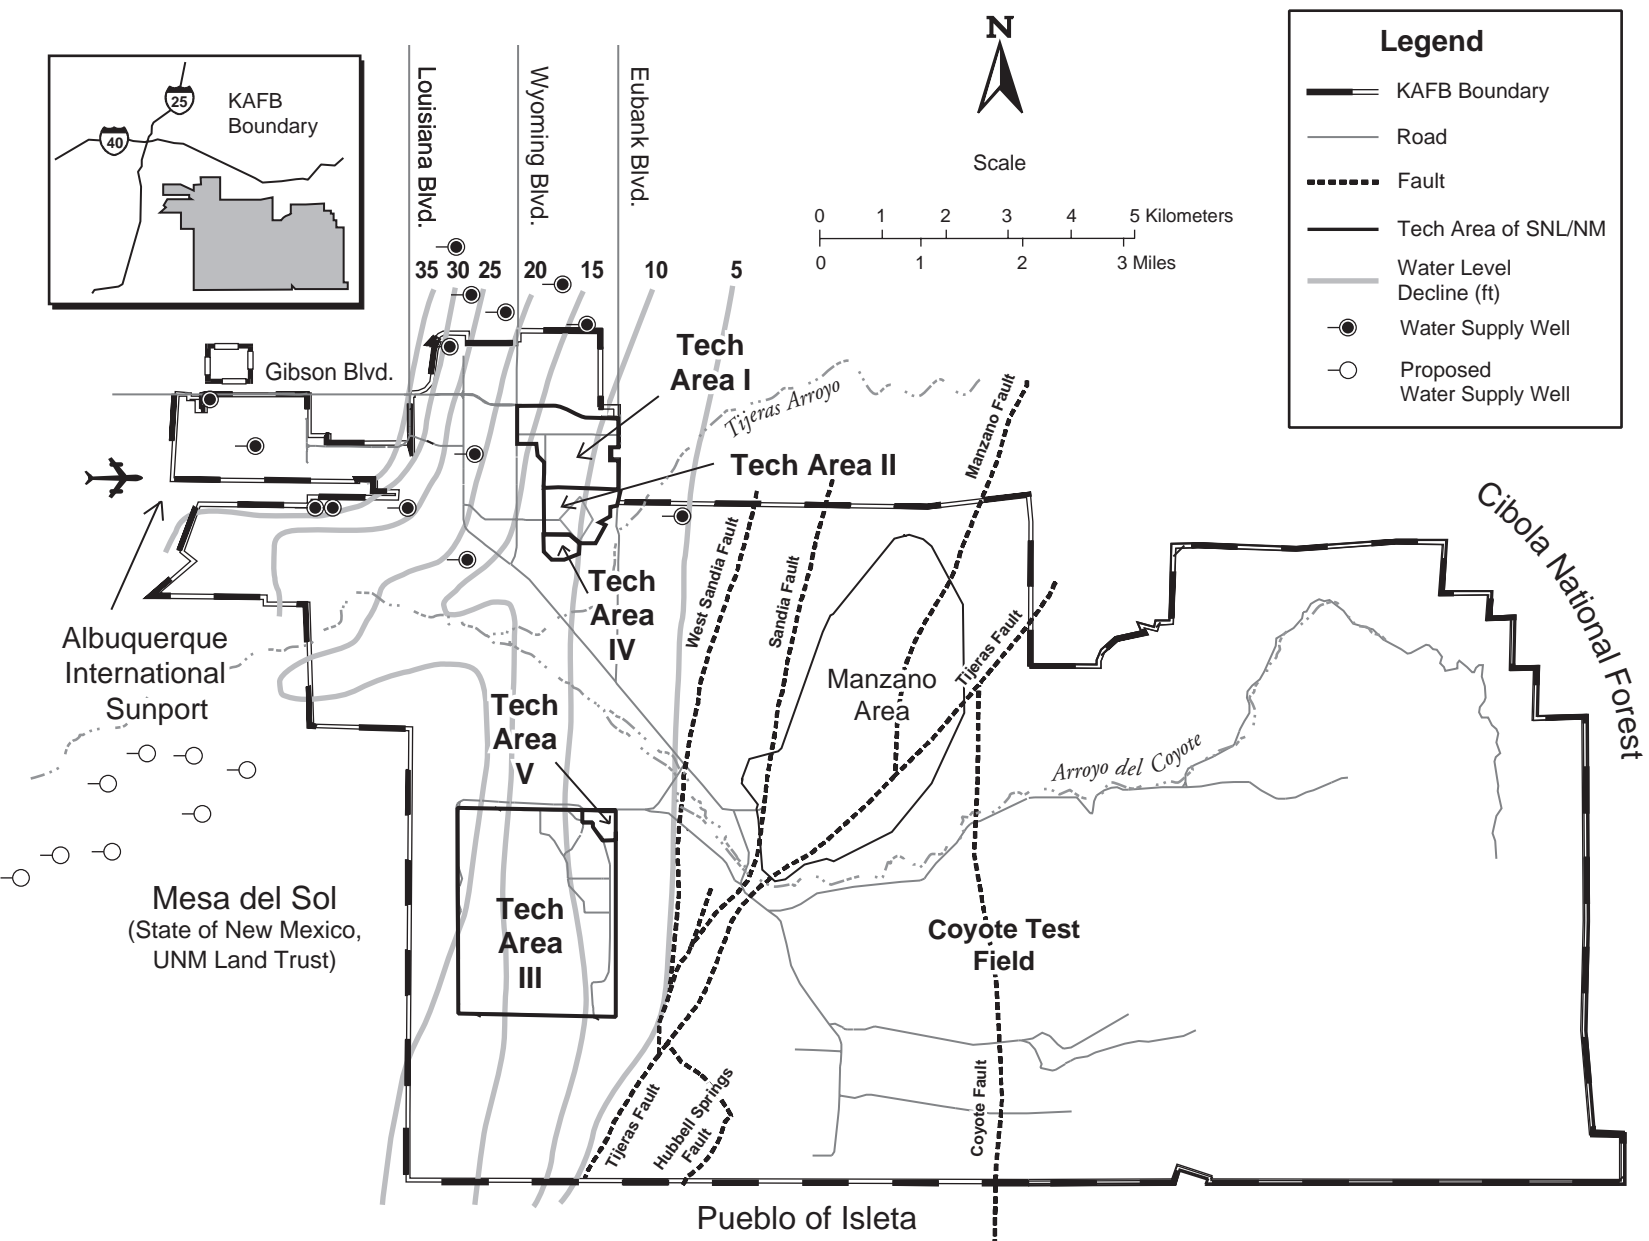 N
Scale
0 1 2 3 4 5 Kilometers
0 1 2 3 Miles
Legend
KAFB Boundary
Road
Fault
Tech Area of SNL/NM
Water Level
Decline (ft)
Water Supply Well
Proposed
Water Supply Well
25
40
KAFB
Boundary
Louisiana Blvd.
Wyoming Blvd.
Eubank Blvd.
35 30 25 20 15 10 5
Gibson Blvd.
Tech
Area I
Tijeras Arroyo
Manzano Fault
Tech Area II
Cibola National Forest
West Sandia Fault
Sandia Fault
Tech
Area
IV
Tijeras Fault
Albuquerque
International
Sunport
Manzano
Area
Tech
Area
V
Arroyo del Coyote
Mesa del Sol
(State of New Mexico,
UNM Land Trust)
Tech
Area
III
Coyote Test
Field
Tijeras Fault
Hubbell Springs
Fault
Coyote Fault
Pueblo of Isleta